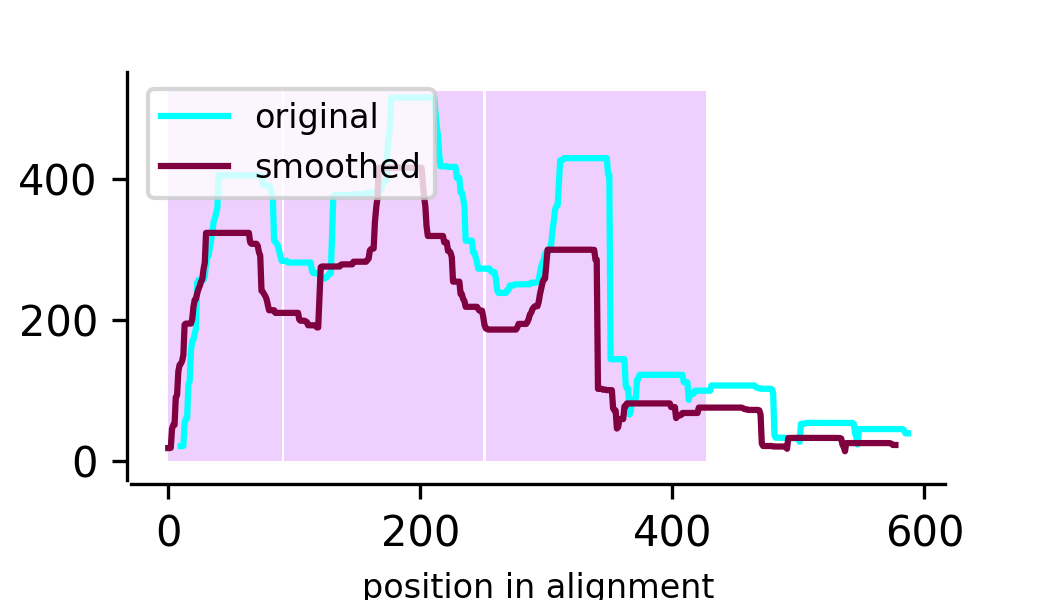 original
smoothed
400
200
0
0 200 400 600
position in alignment